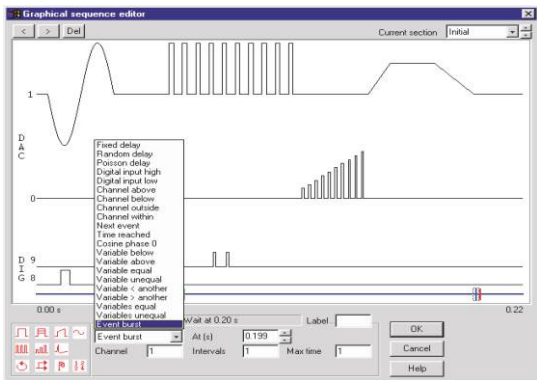 Graphical sequence editor
< > Del Current section Initial
1
D
A
C
0
D 9
I
G 8
Fixed delay
Random delay
Poisson delay
Digital input high
Digital input low
Channel above
Channel below
Channel outside
Channel within
Next event
Time reached
Cosine phase 0
Variable below
Variable above
Variable equal
Variable unequal
Variable < another
Variable > another
Variables equal
Variables unequal
Event burst
0.00 s 0.22
Wait at 0.20 s Label
Event burst At (s) 0.199
Channel 1 Intervals 1 Max time 1
OK
Cancel
Help